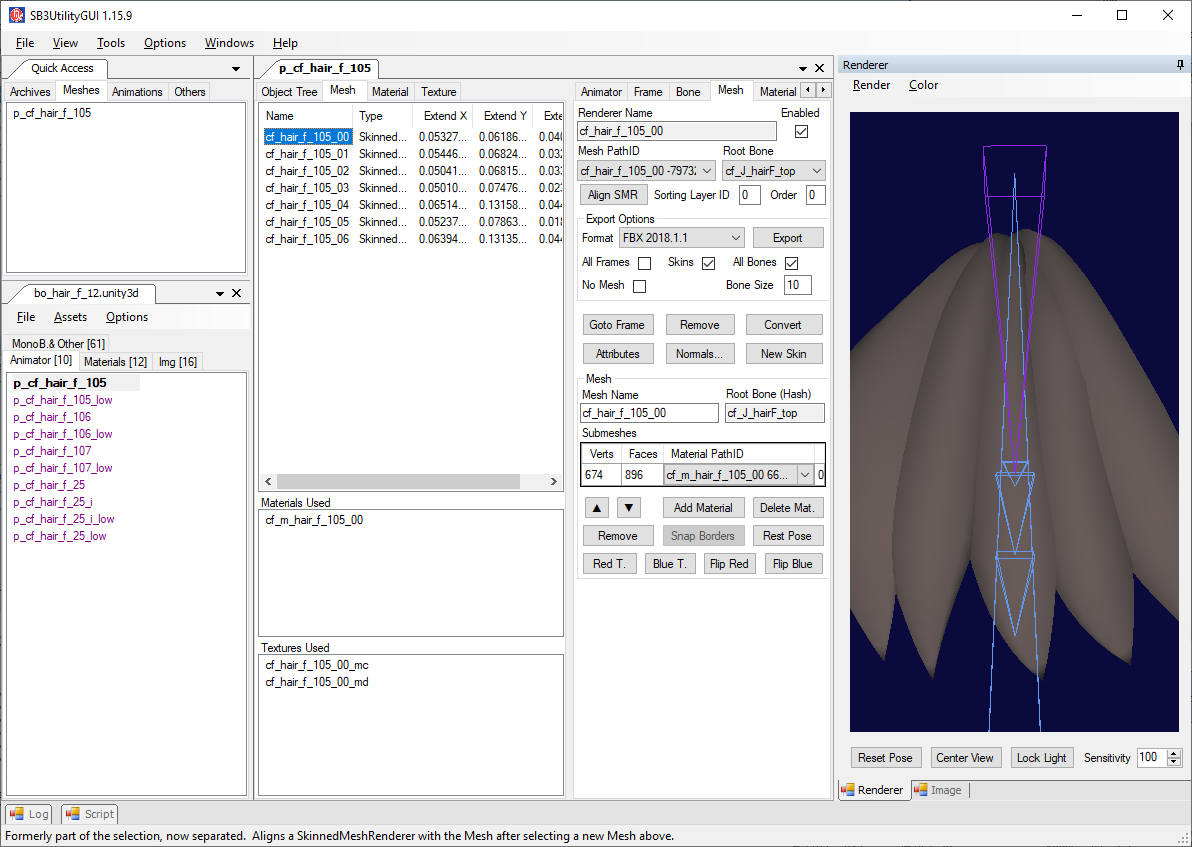 SB3UtilityGUI 1.15.9
File View Tools Options Windows Help
Quick Access
Archives Meshes Animations Others
p_cf_hair_f_105
bo_hair_f_12.unity3d
File Assets Options
MonoB.& Other [61]
Animator [10] Materials [12] Img [16]
p_cf_hair_f_105
p_cf_hair_f_105_low
p_cf_hair_f_106
p_cf_hair_f_106_low
p_cf_hair_f_107
p_cf_hair_f_107_low
p_cf_hair_f_25
p_cf_hair_f_25_i
p_cf_hair_f_25_i_low
p_cf_hair_f_25_low
p_cf_hair_f_105
Object Tree Mesh Material Texture
Name Type Extend X Extend Y Exte
cf_hair_f_105_00 Skinned... 0.05327... 0.06186... 0.040
cf_hair_f_105_01 Skinned... 0.05446... 0.06824... 0.032
cf_hair_f_105_02 Skinned... 0.05041... 0.06815... 0.033
cf_hair_f_105_03 Skinned... 0.05010... 0.07476... 0.023
cf_hair_f_105_04 Skinned... 0.06514... 0.13158... 0.044
cf_hair_f_105_05 Skinned... 0.05237... 0.07863... 0.018
cf_hair_f_105_06 Skinned... 0.06394... 0.13135... 0.044
Materials Used
cf_m_hair_f_105_00
Textures Used
cf_hair_f_105_00_mc
cf_hair_f_105_00_md
Animator Frame Bone Mesh Material
Renderer Name Enabled
cf_hair_f_105_00
Mesh PathID Root Bone
cf_hair_f_105_00 -7973 cf_J_hairF_top
Align SMR Sorting Layer ID 0 Order 0
Export Options
Format FBX 2018.1.1 Export
All Frames Skins All Bones
No Mesh Bone Size 10
Goto Frame Remove Convert
Attributes Normals... New Skin
Mesh
Mesh Name Root Bone (Hash)
cf_hair_f_105_00 cf_J_hairF_top
Submeshes
Verts Faces Material PathID
674 896 cf_m_hair_f_105_00 66... 0
▲ ▼ Add Material Delete Mat.
Remove Snap Borders Rest Pose
Red T. Blue T. Flip Red Flip Blue
Renderer
Render Color
Reset Pose Center View Lock Light Sensitivity 100
Renderer Image
Log Script
Formerly part of the selection, now separated. Aligns a SkinnedMeshRenderer with the Mesh after selecting a new Mesh above.